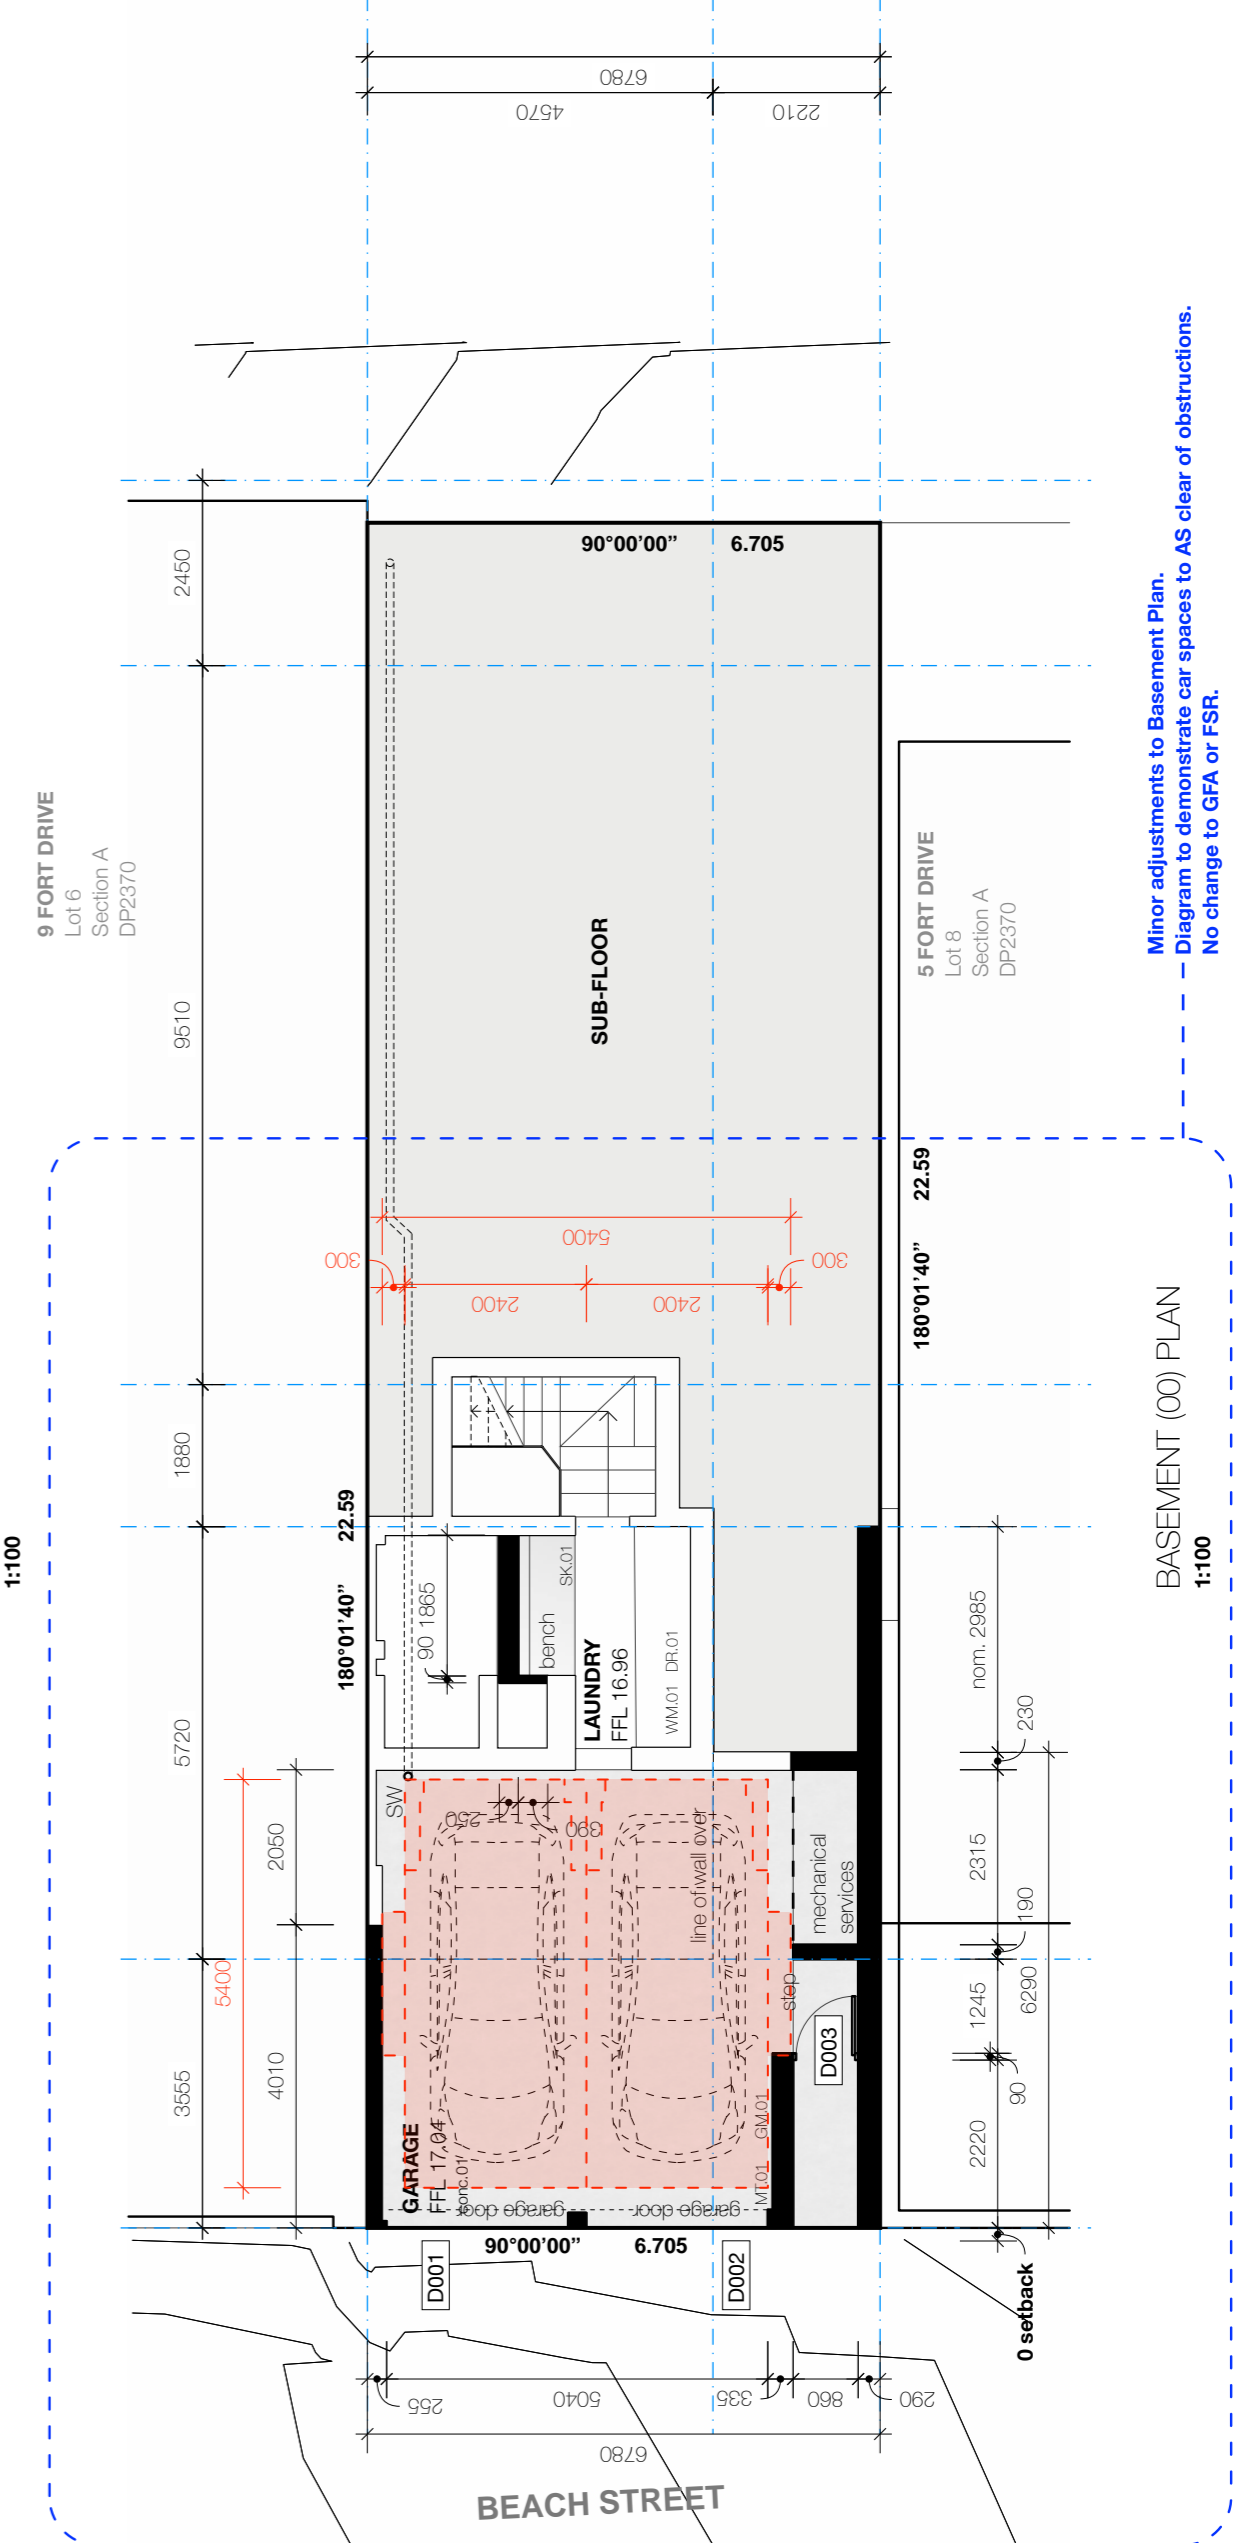 6780
4570
2210
Minor adjustments to Basement Plan.
Diagram to demonstrate car spaces to AS clear of obstructions.
No change to GFA or FSR.
90°00'00” 6.705
2450
9510
1880
5720
3555
9 FORT DRIVE
Lot 6
Section A
DP2370
5 FORT DRIVE
Lot 8
Section A
DP2370
SUB-FLOOR
180°01'40” 22.59
180°01'40” 22.59
5400
300
300
2400
2400
1:100
BASEMENT (00) PLAN
1:100
90 1865
bench
SK.01
LAUNDRY
FFL 16.96
WM.01 DR.01
nom. 2985
230
2315
190
6290
1245
90
2220
2050
5400
4010
SW
250
390
line of wall over
mechanical
services
step
D003
GARAGE
FFL 17.04
conc.01
MT.01 GM.01
garage door
garage door
90°00'00” 6.705
D001
D002
0 setback
255
5040
335
860
290
6780
BEACH STREET